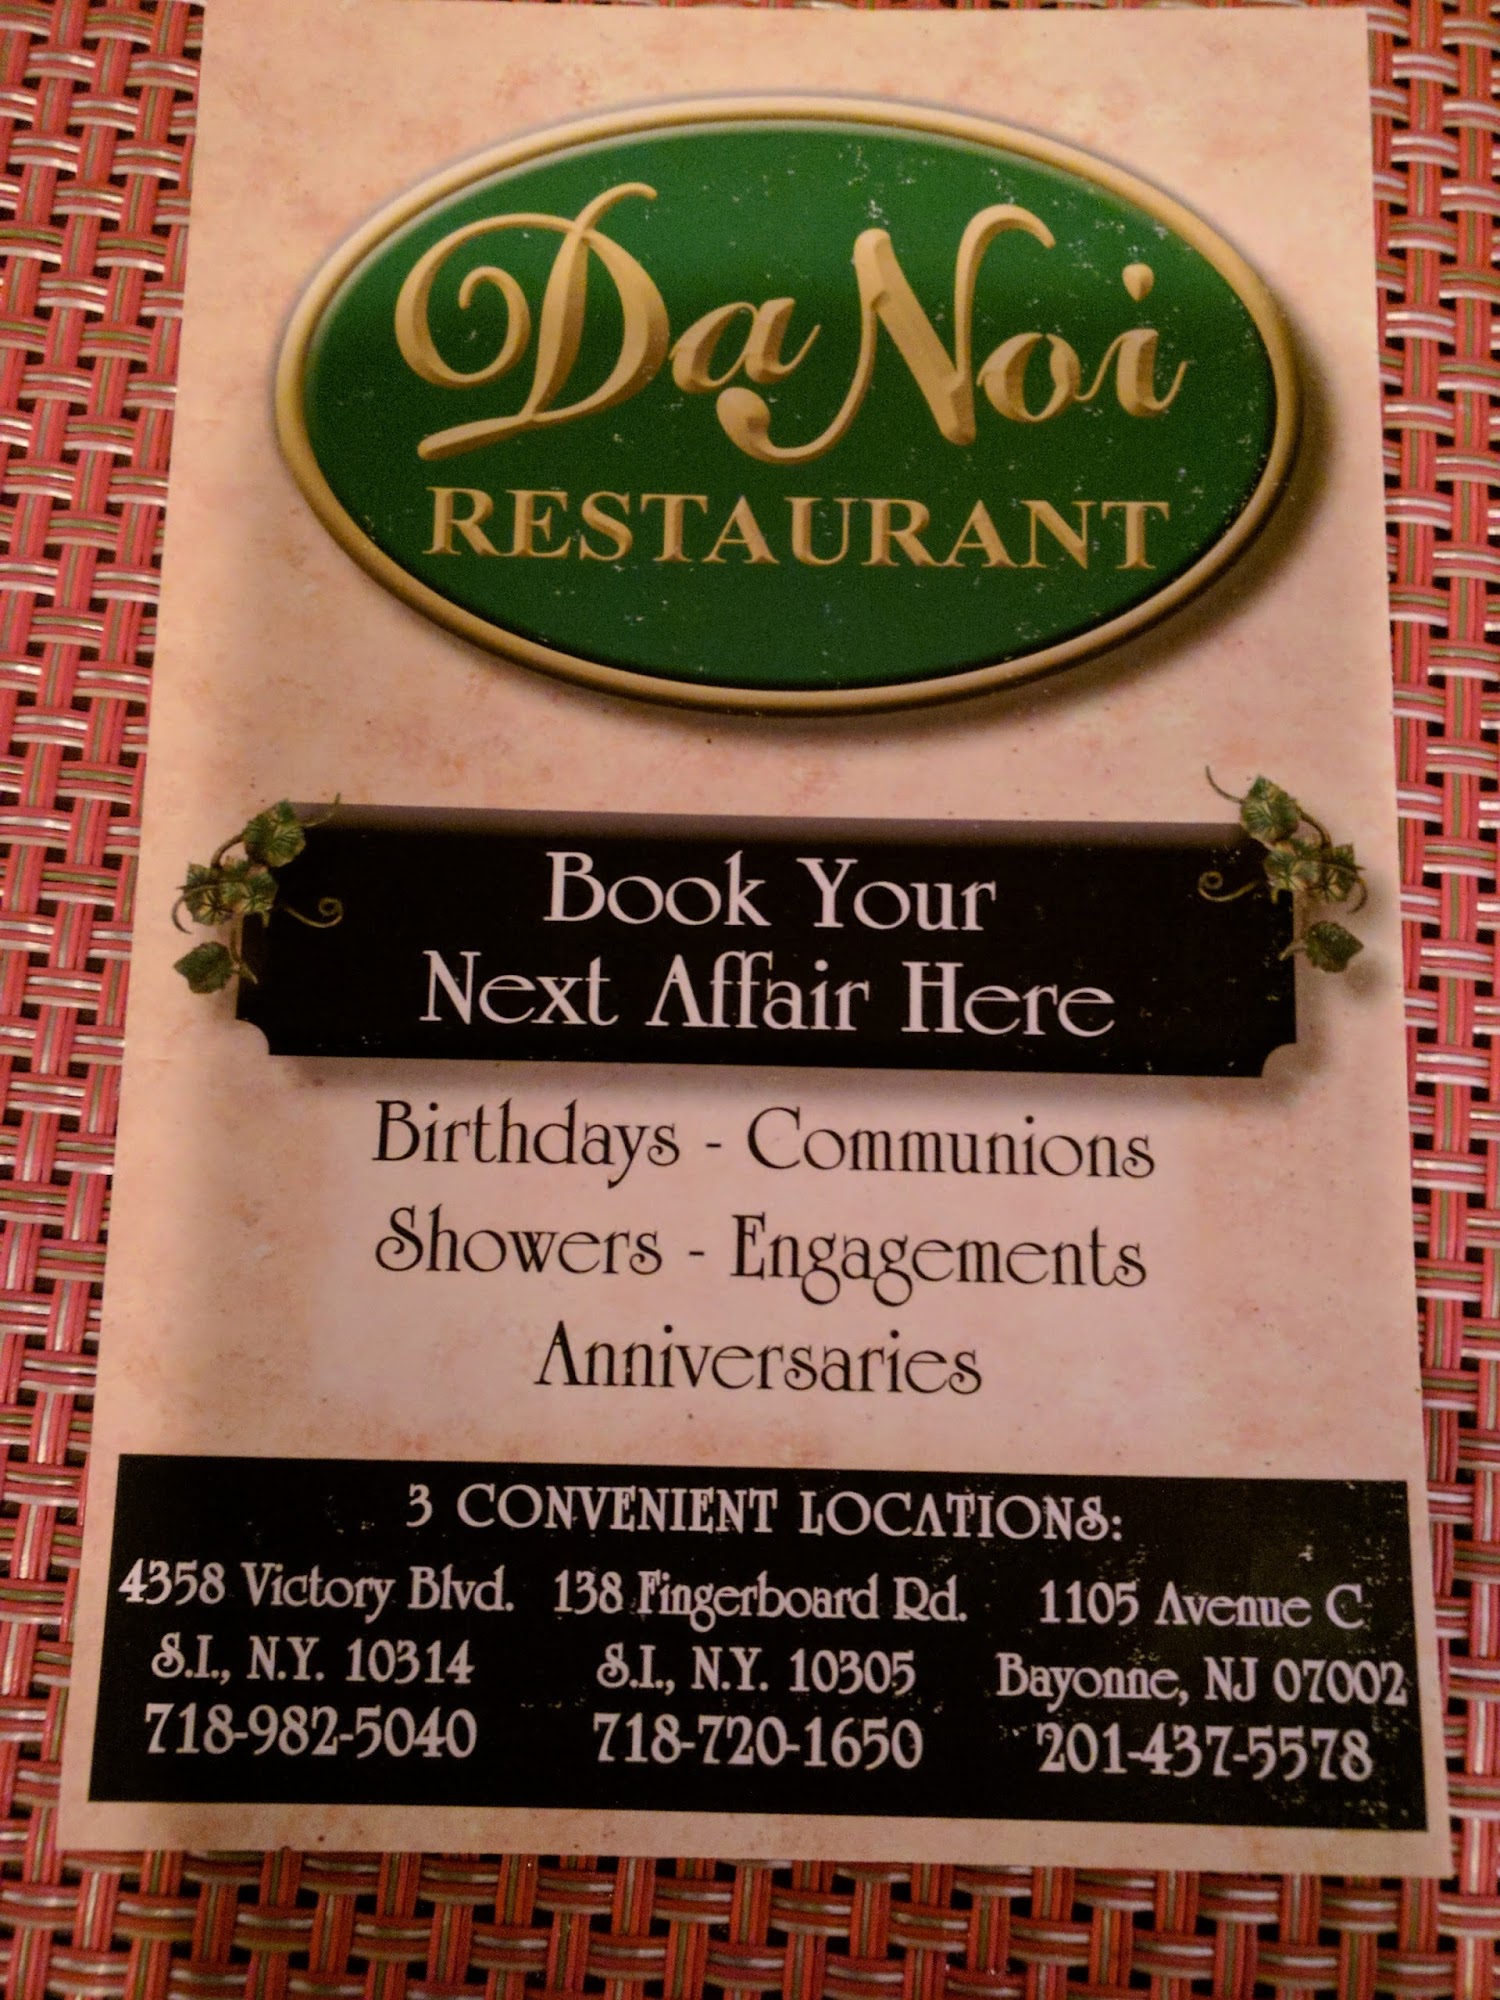 Da Noi
RESTAURANT
Book Your
Next Affair Here
Birthdays - Communions
Showers - Engagements
Anniversaries
3 CONVENIENT LOCATIONS:
4358 Victory Blvd. 138 Fingerboard Rd. 1105 Avenue C
S.I., N.Y. 10314 S.I., N.Y. 10305 Bayonne, NJ 07002
718-982-5040 718-720-1650 201-437-5578